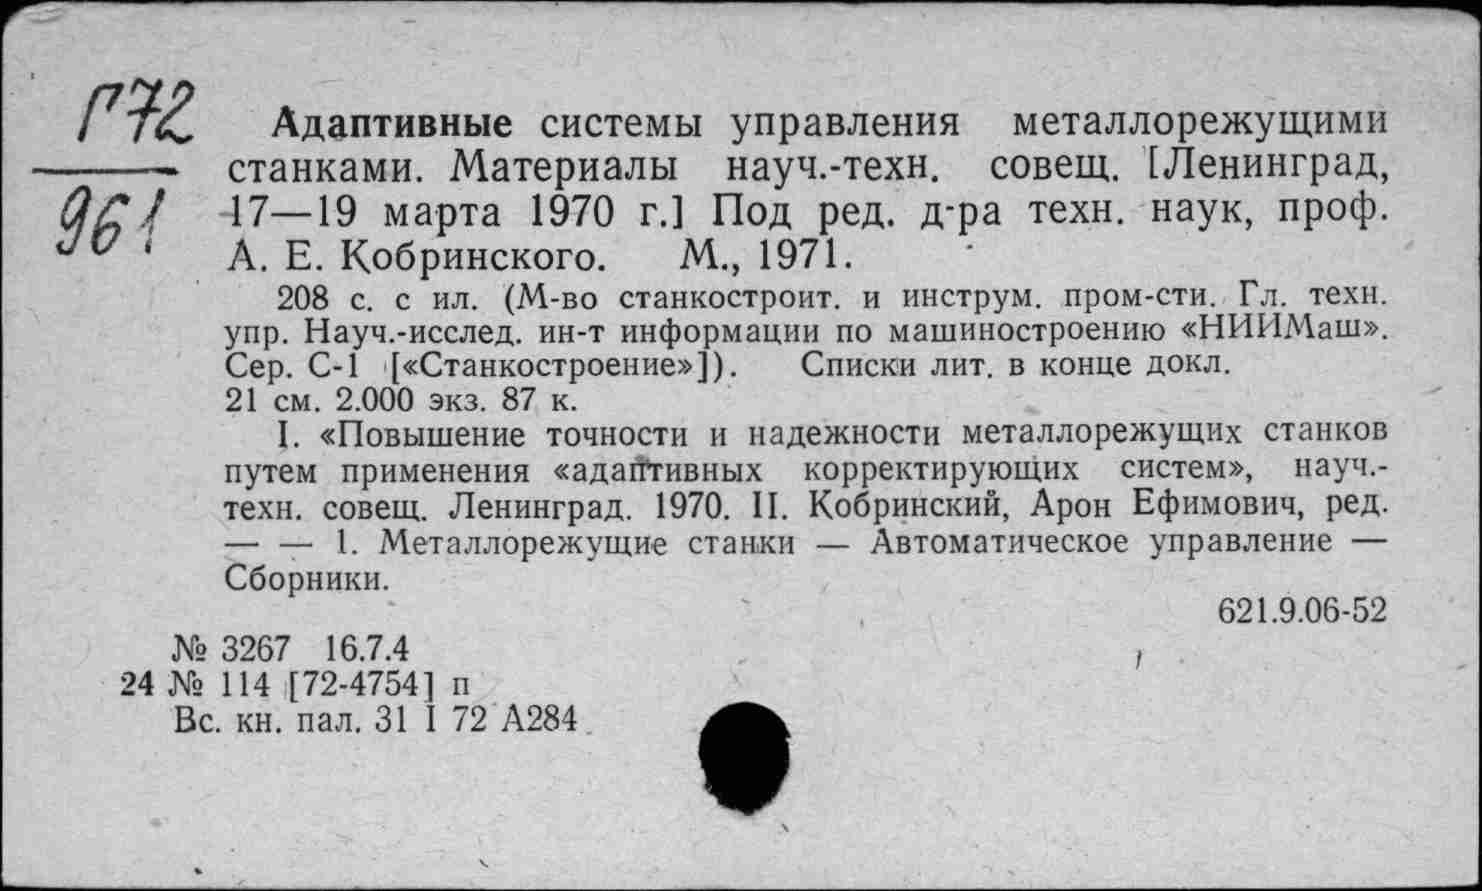 Г72
961
Адаптивные системы управления металлорежущими
станками. Материалы науч.-техн. совещ. [Ленинград,
17—19 марта 1970 г.] Под ред. д-ра техн. наук, проф.
А. Е. Кобринского. М., 1971.
208 с. с ил. (М-во станкостроит. и инструм. пром-сти. Гл. техн.
упр. Науч.-исслед. ин-т информации по машиностроению «НИИМаш».
Сер. С-1 [«Станкостроение»]). Списки лит. в конце докл.
21 см. 2.000 экз. 87 к.
I. «Повышение точности и надежности металлорежущих станков
путем применения «адаптивных корректирующих систем», науч.-
техн. совещ. Ленинград. 1970. II. Кобринский, Арон Ефимович, ред.
— — 1. Металлорежущие станки — Автоматическое управление —
Сборники.
621.9.06-52
№ 3267 16.7.4
24 № 114 [72-4754] п
Вс. кн. пал. 31 I 72 А284